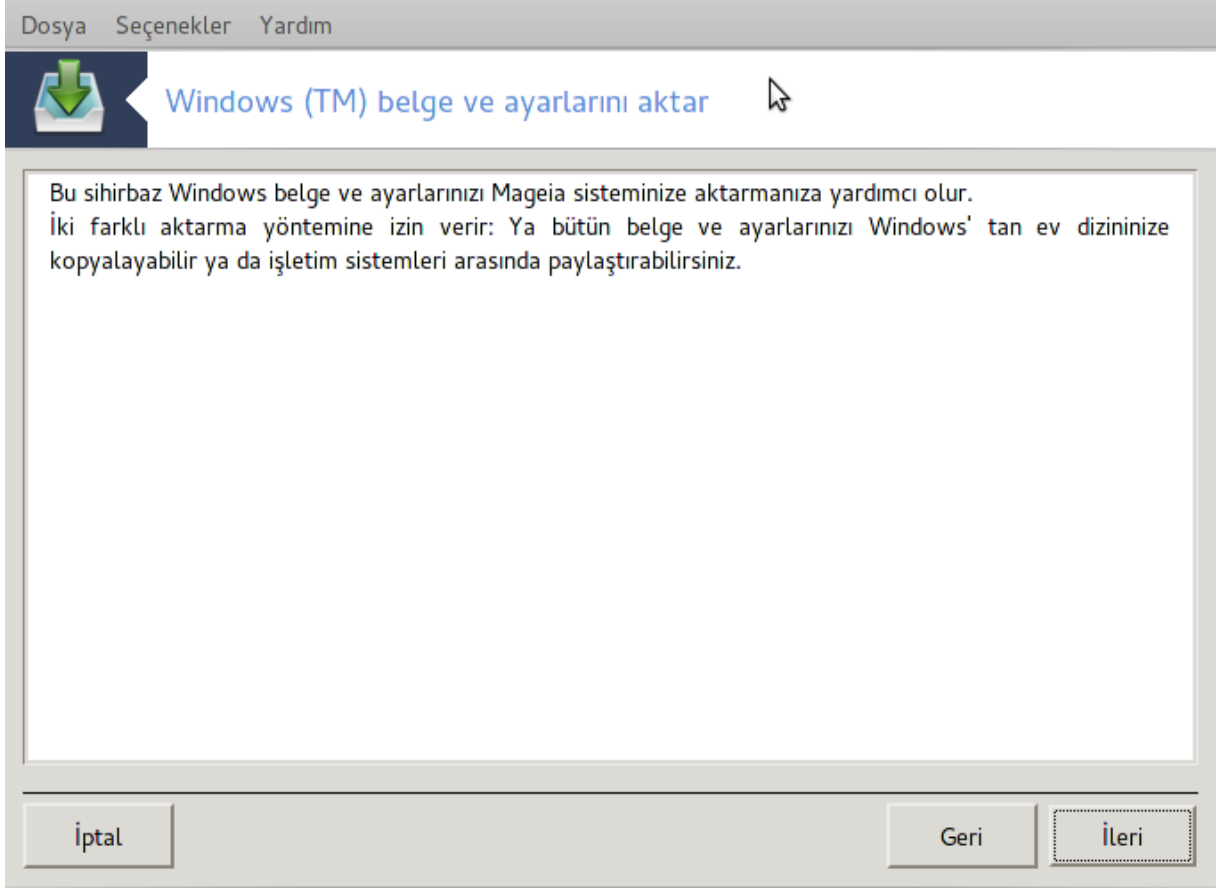 Dosya Seçenekler Yardım
Windows (TM) belge ve ayarlarını aktar
Bu sihirbaz Windows belge ve ayarlarınızı Mageia sisteminize aktarmanıza yardımcı olur.
İki farklı aktarma yöntemine izin verir: Ya bütün belge ve ayarlarınızı Windows' tan ev dizininize
kopyalayabilir ya da işletim sistemleri arasında paylaştırabilirsiniz.
İptal Geri İleri